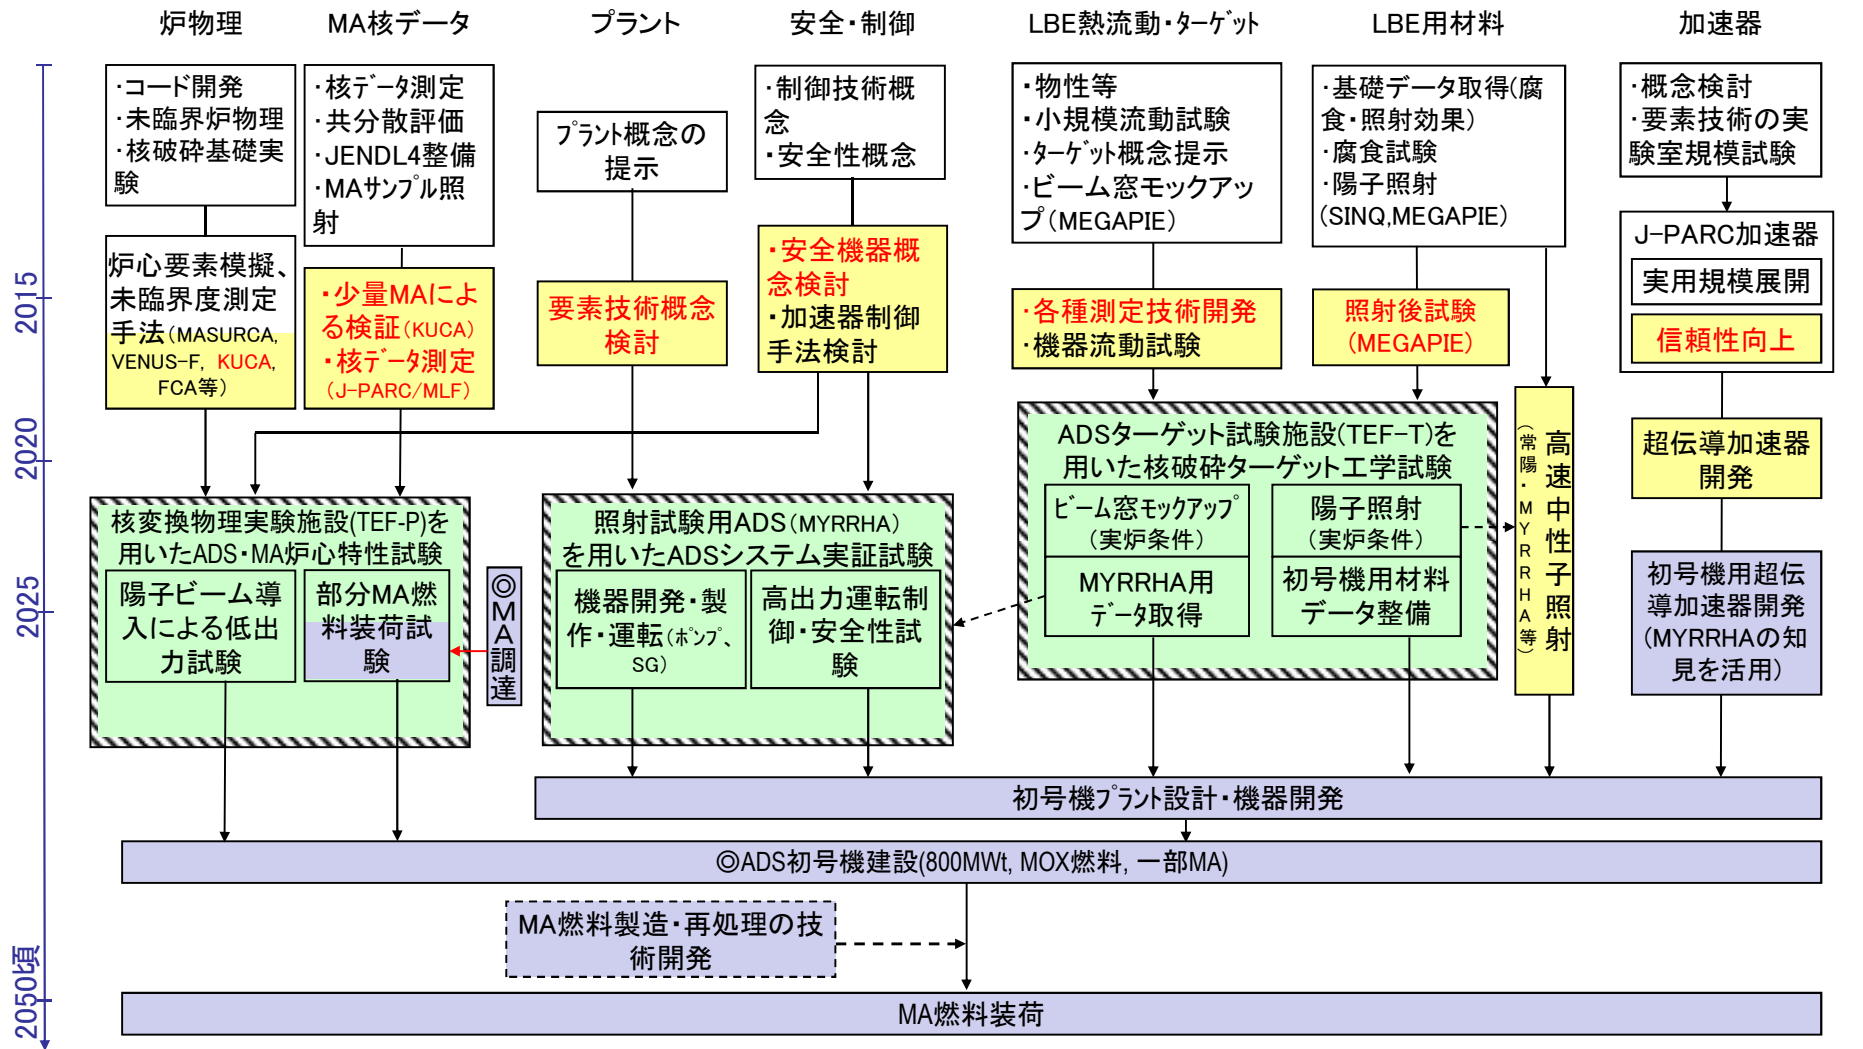 炉物理
MA核データ
プラント
安全・制御
LBE熱流動・ターゲット
LBE用材料
加速器
2015
2020
2025
2050頃
・コード開発
・未臨界炉物理
・核破砕基礎実
験
・核データ測定
・共分散評価
・JENDL4整備
・MAサンプル照
射
プラント概念の
提示
・制御技術概
念
・安全性概念
・物性等
・小規模流動試験
・ターゲット概念提示
・ビーム窓モックアッ
プ(MEGAPIE)
・基礎データ取得(腐
食・照射効果)
・腐食試験
・陽子照射
(SINQ,MEGAPIE)
・概念検討
・要素技術の実
験室規模試験
炉心要素模擬、
未臨界度測定
手法(MASURCA,
VENUS-F, KUCA,
FCA等)
・少量MAによ
る検証(KUCA)
・核データ測定
(J-PARC/MLF)
要素技術概念
検討
・安全機器概
念検討
・加速器制御
手法検討
・各種測定技術開発
・機器流動試験
照射後試験
(MEGAPIE)
J-PARC加速器
実用規模展開
信頼性向上
超伝導加速器
開発
高速中性子照射
(常陽・MYRRHA等)
ADSターゲット試験施設(TEF-T)を
用いた核破砕ターゲット工学試験
ビーム窓モックアップ
(実炉条件)
陽子照射
(実炉条件)
MYRRHA用
データ取得
初号機用材料
データ整備
核変換物理実験施設(TEF-P)を
用いたADS・MA炉心特性試験
陽子ビーム導
入による低出
力試験
部分MA燃
料装荷試
験
◎MA調達
照射試験用ADS(MYRRHA)
を用いたADSシステム実証試験
機器開発・製
作・運転(ポンプ、
SG)
高出力運転制
御・安全性試
験
初号機用超伝
導加速器開発
(MYRRHAの知
見を活用)
初号機プラント設計・機器開発
◎ADS初号機建設(800MWt, MOX燃料, 一部MA)
MA燃料製造・再処理の技
術開発
MA燃料装荷